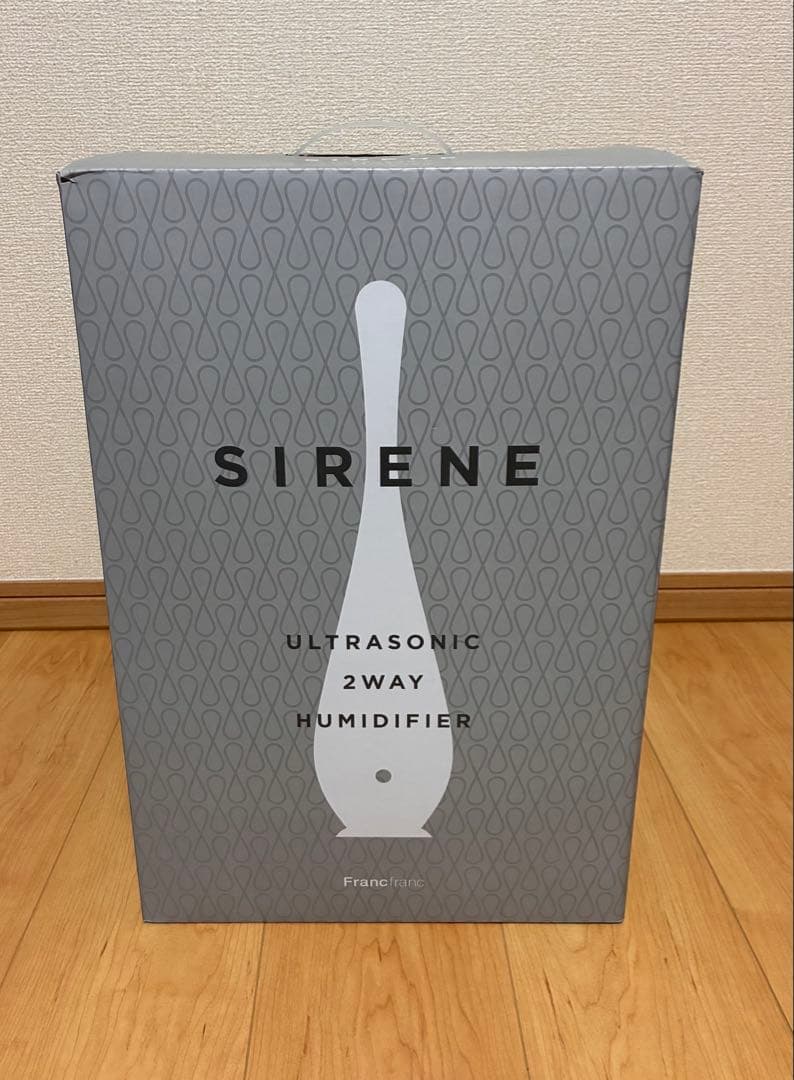 SIRENE
ULTRASONIC
2WAY
HUMIDIFIER
Francfranc